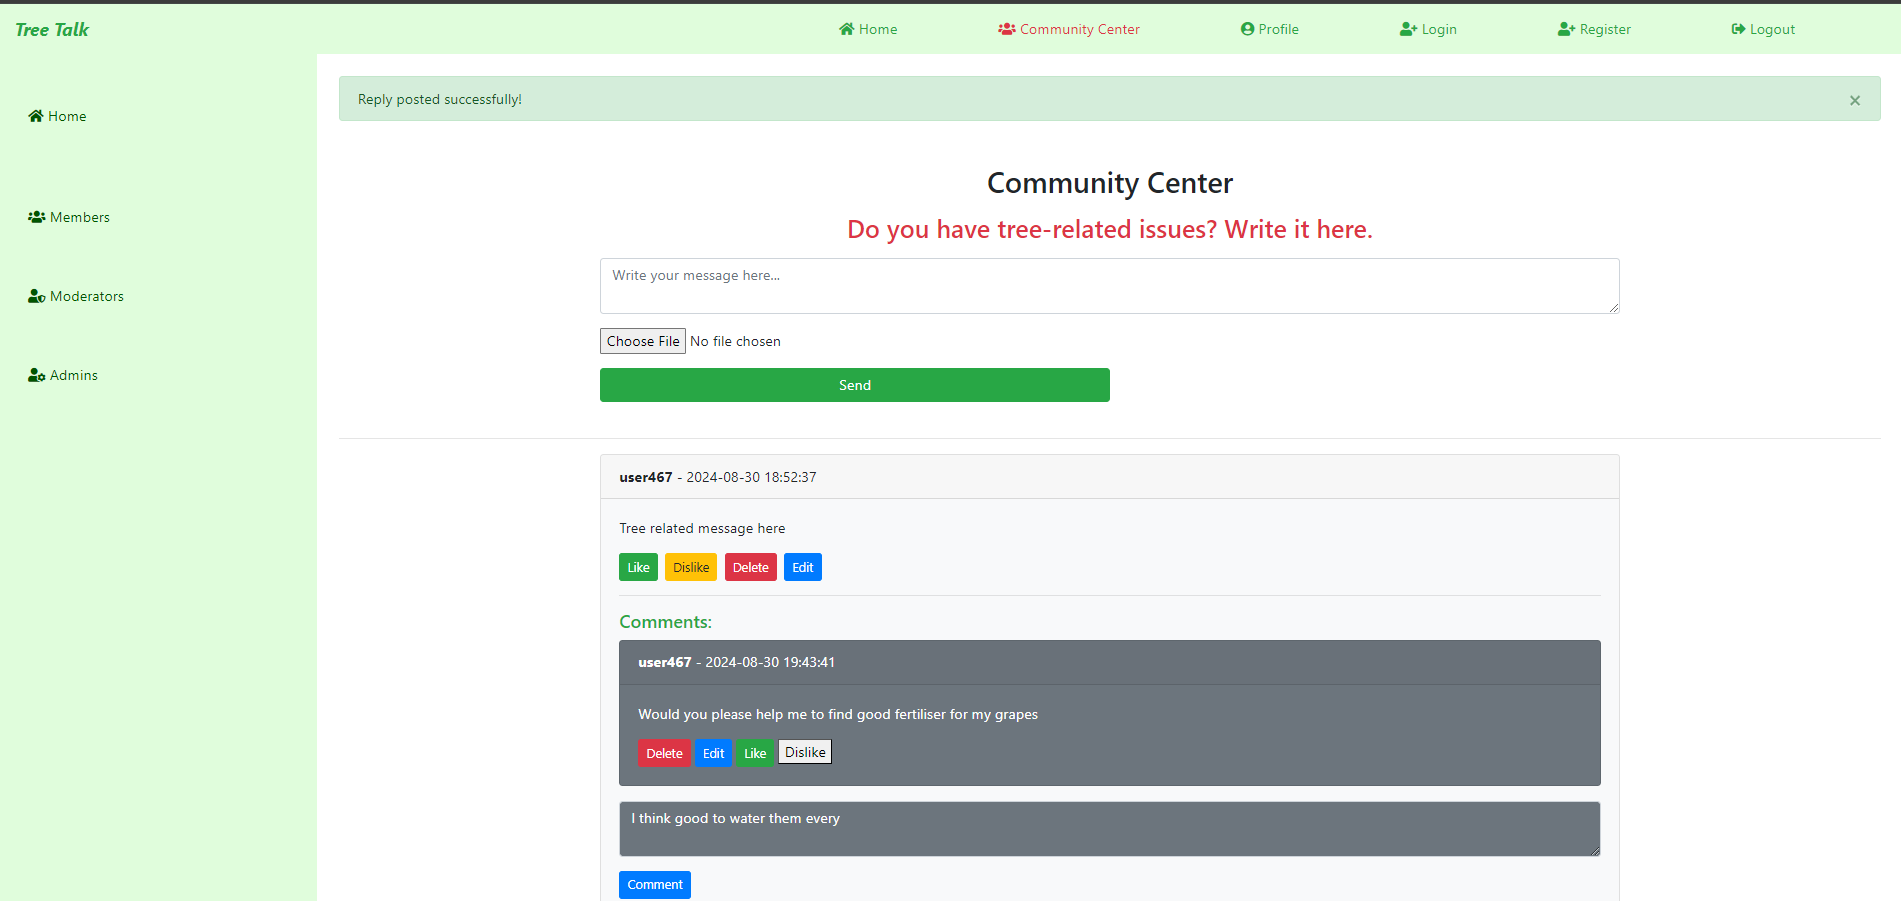 Tree Talk
Home
Community Center
Profile
Login
Register
Logout
Home
Members
Moderators
Admins
Reply posted successfully!
×
Community Center
Do you have tree-related issues? Write it here.
Write your message here...
Choose File No file chosen
Send
user467 - 2024-08-30 18:52:37
Tree related message here
Like Dislike Delete Edit
Comments:
user467 - 2024-08-30 19:43:41
Would you please help me to find good fertiliser for my grapes
Delete Edit Like Dislike
I think good to water them every
Comment